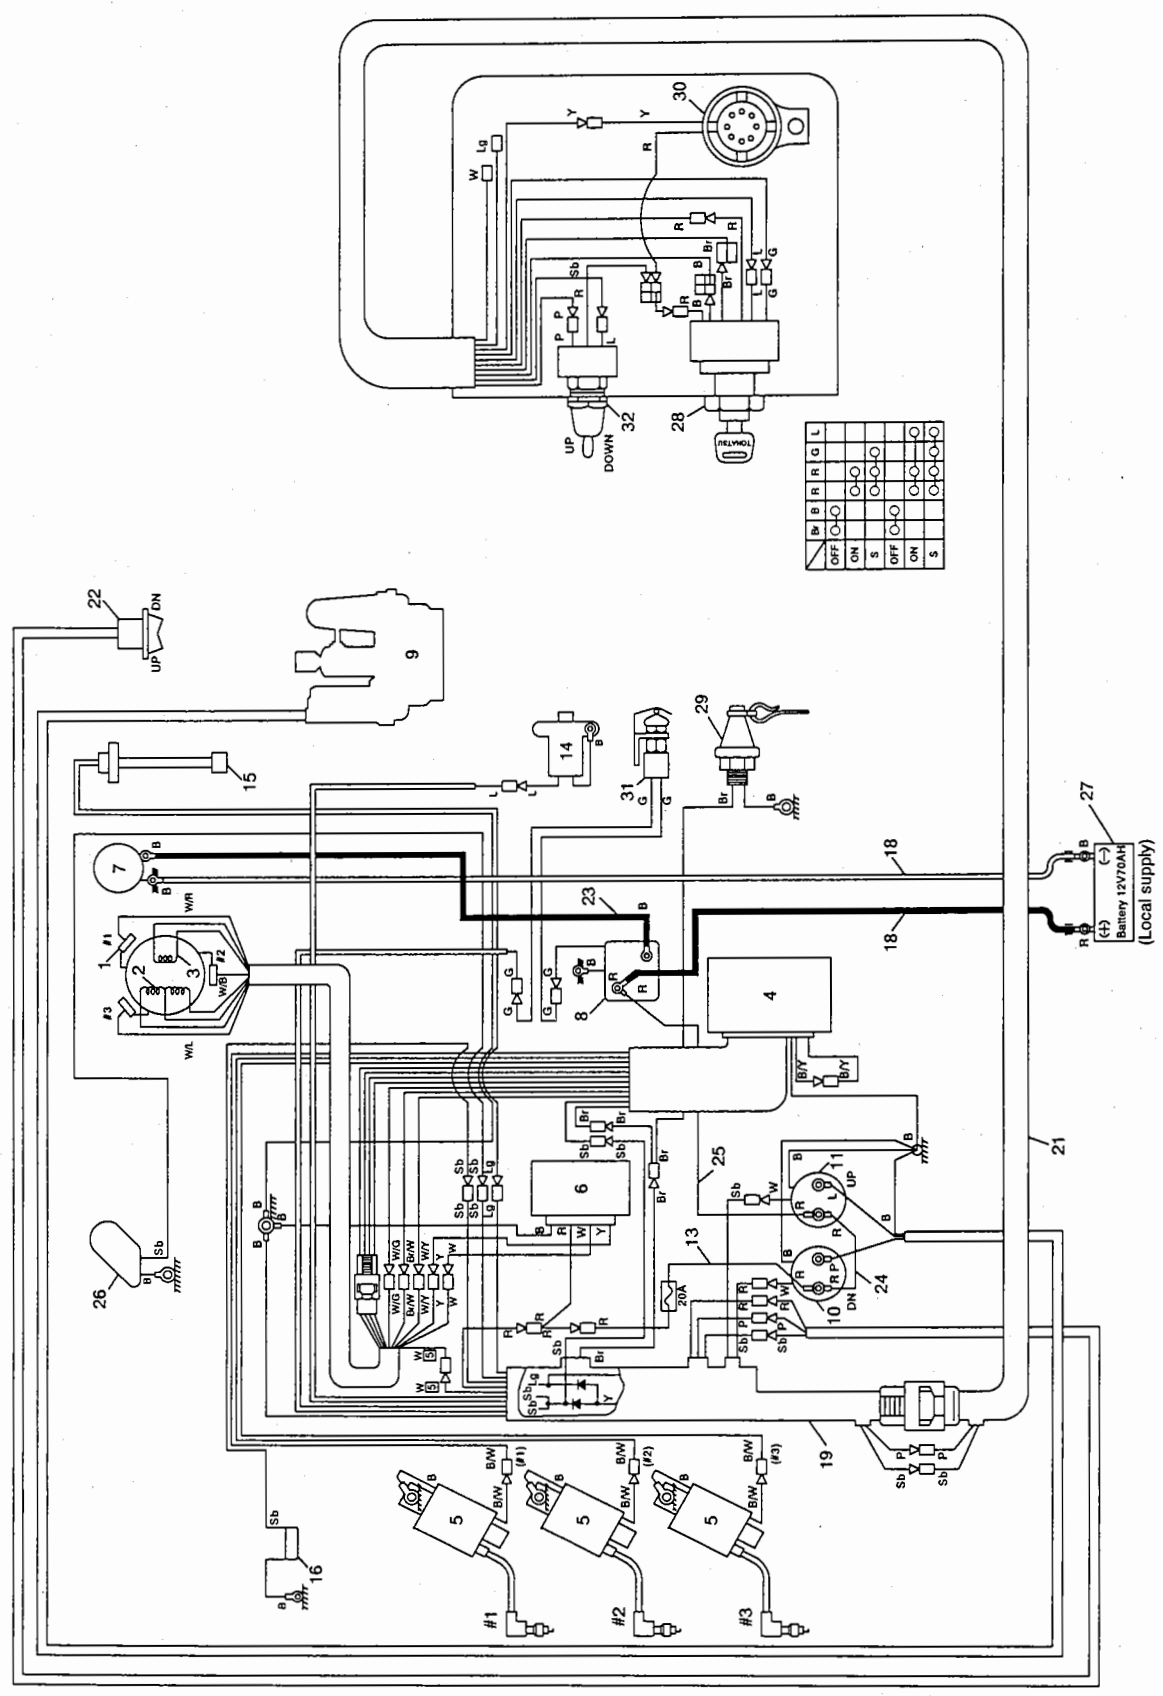 30
Y
Y
R
Lg
W
Sb
R
P
P
L
R
R
R
Br
Br
B
B
L
L
G
G
UP
DOWN
32
28
TOHATSU
Br B R R G L
OFF
ON
S
OFF
ON
S
22
UP
DN
9
15
14
B
L
L
31
G
G
29
Br
B
7
B
B
18
18
23
B
27
(+) (−)
R
B
Battery 12V70AH
(Local supply)
1
#1
2
3
#2
#3
W/R
W/B
W/L
G
G
G
G
B
R
R
8
4
B/Y
B/Y
21
25
Sb
Br
Br
Sb
Br
Br
6
B
R
W
Y
Sb
Sb
Lg
Sb
Sb
Lg
B
B
26
Sb
B
W/G
Br/W
W/Y
Y
W
W/G
Br/W
W/Y
Y
W
W
5
W
5
R
R
R
R
20A
13
11
UP
R
L
B
B
B
Sb
W
R
B
10
DN
R
R
P
24
R
W
R
R
P
P
Sb
Sb
Sb
Br
Sb
Lg
Sb
Y
19
P
P
Sb
Sb
16
Sb
B
5
B
B/W
B/W
(#1)
#1
5
B
B/W
B/W
(#2)
#2
5
B
B/W
B/W
(#3)
#3